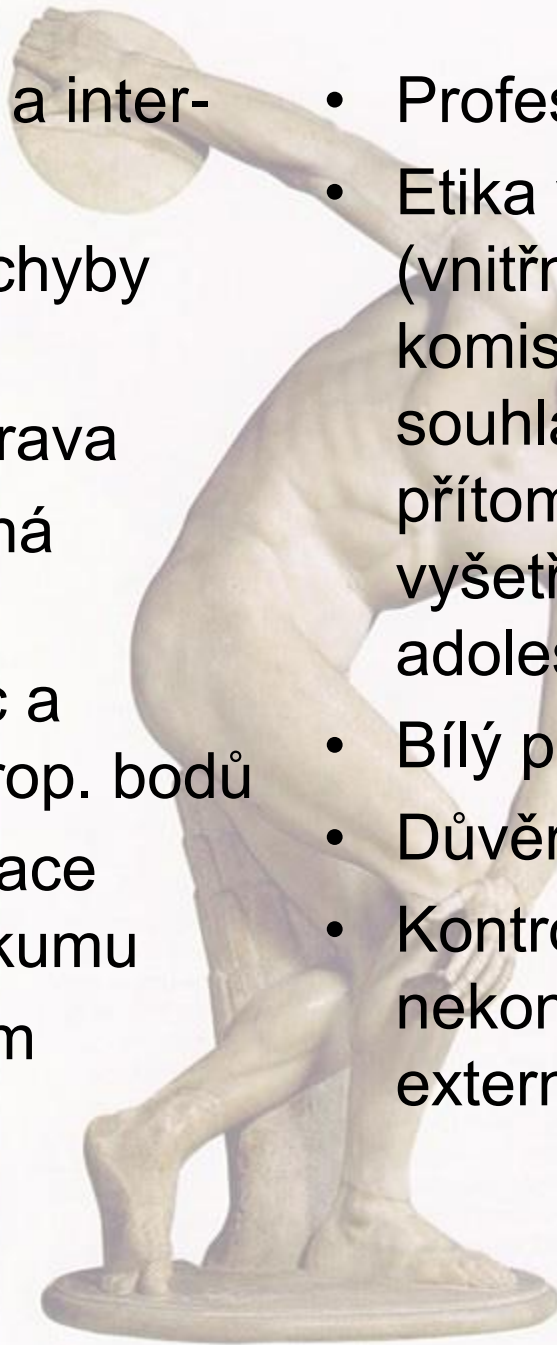 a inter-
chyby
rava
ná
c a
rop. bodů
ace
kumu
m
• Profes
• Etika
(vnitřn
komis
souhla
přítom
vyšetř
adoles
• Bílý p
• Důvěr
• Kontro
nekon
extern